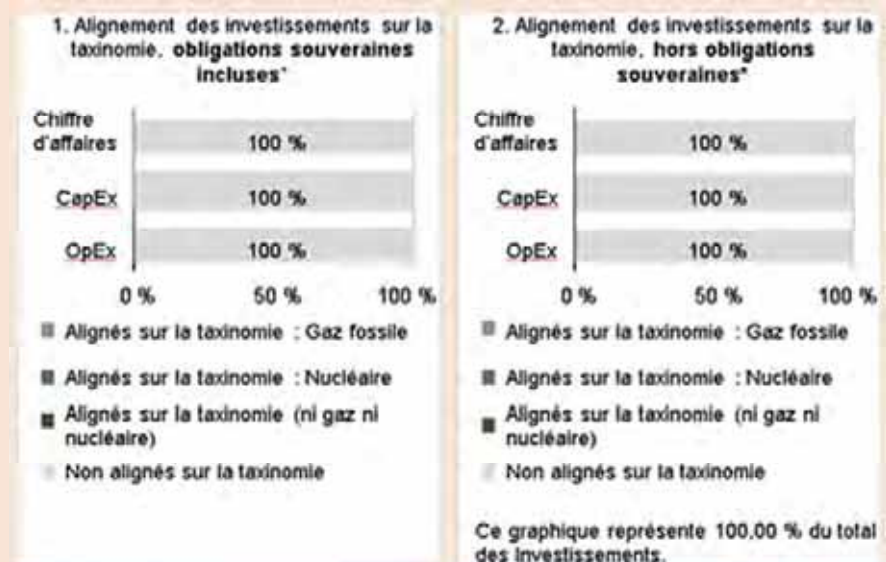 1. Alignement des investissements sur la
taxinomie, obligations souveraines
incluses*
Chiffre
d'affaires
100 %
CapEx
100 %
OpEx
100 %
0 %
50 %
100 %
Alignés sur la taxinomie : Gaz fossile
Alignés sur la taxinomie : Nucléaire
Alignés sur la taxinomie (ni gaz ni
nucléaire)
Non alignés sur la taxinomie
2. Alignement des investissements sur la
taxinomie, hors obligations
souveraines*
Chiffre
d'affaires
100 %
CapEx
100 %
OpEx
100 %
0 %
50 %
100 %
Alignés sur la taxinomie : Gaz fossile
Alignés sur la taxinomie : Nucléaire
Alignés sur la taxinomie (ni gaz ni
nucléaire)
Non alignés sur la taxinomie
Ce graphique représente 100,00 % du total
des Investissements.